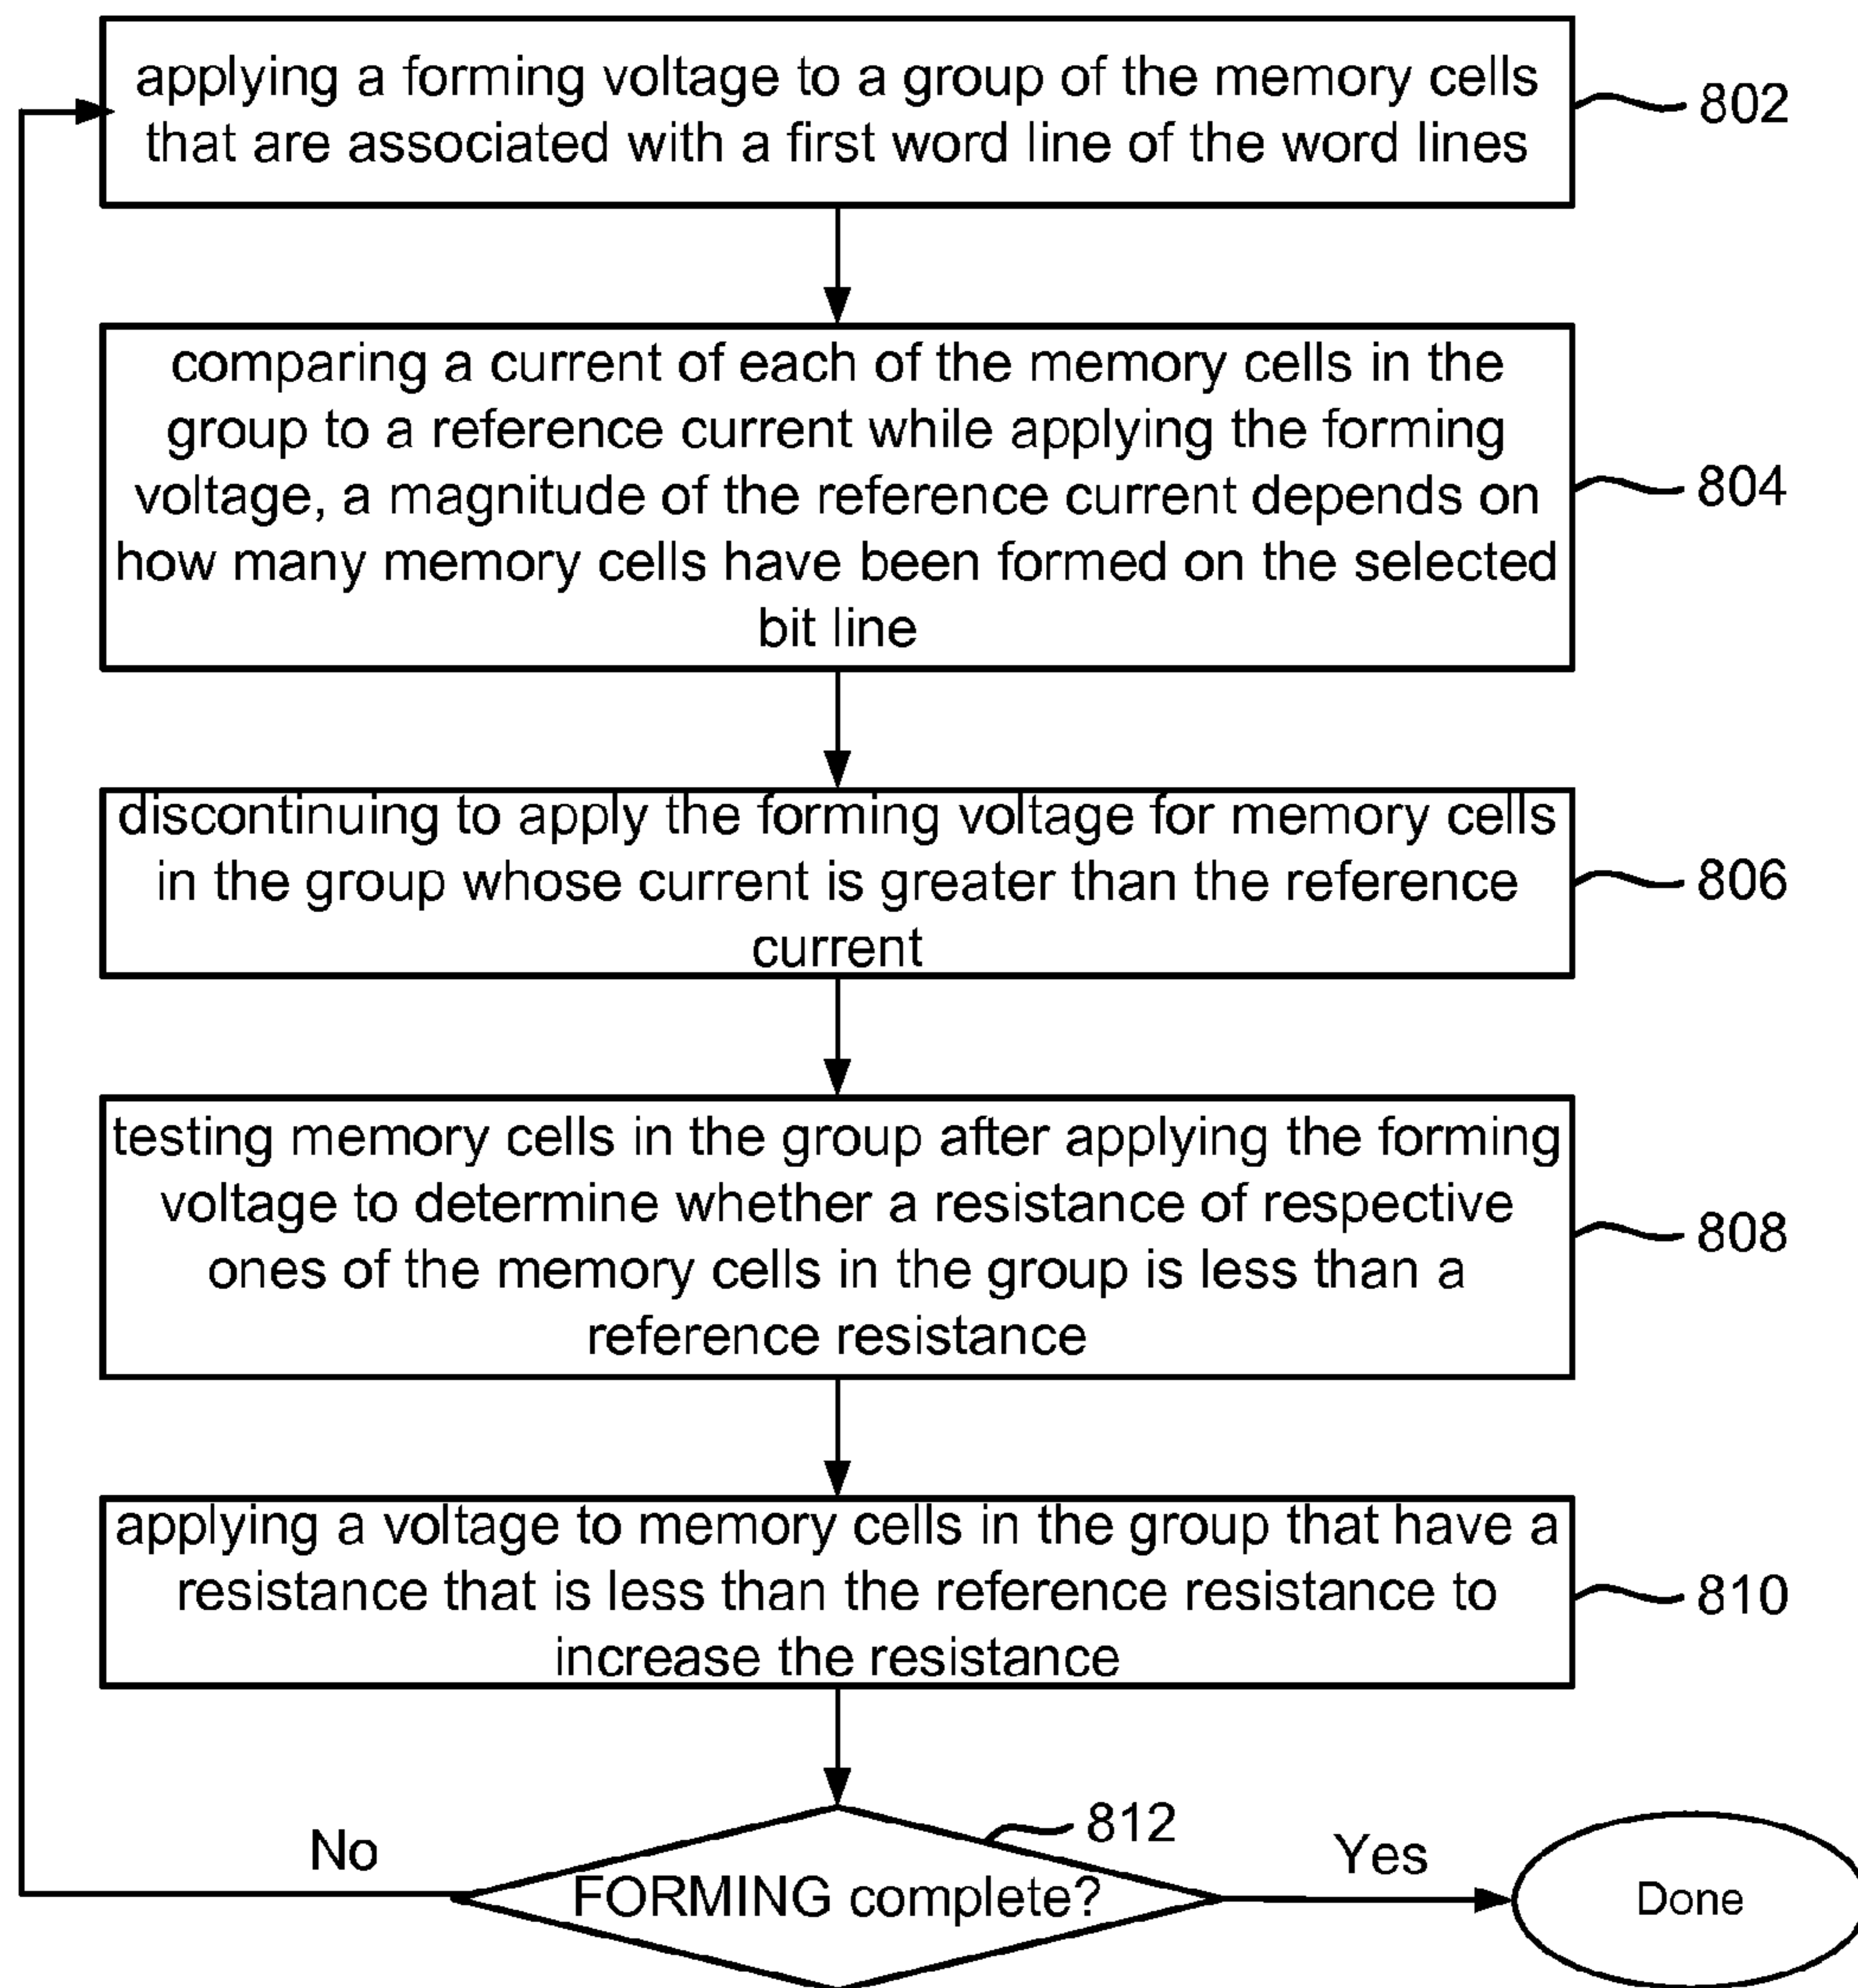 applying a forming voltage to a group of the memory cells
that are associated with a first word line of the word lines
802
comparing a current of each of the memory cells in the
group to a reference current while applying the forming
voltage, a magnitude of the reference current depends on
how many memory cells have been formed on the selected
bit line
804
discontinuing to apply the forming voltage for memory cells
in the group whose current is greater than the reference
current
806
testing memory cells in the group after applying the forming
voltage to determine whether a resistance of respective
ones of the memory cells in the group is less than a
reference resistance
808
applying a voltage to memory cells in the group that have a
resistance that is less than the reference resistance to
increase the resistance
810
812
No
FORMING complete?
Yes
Done